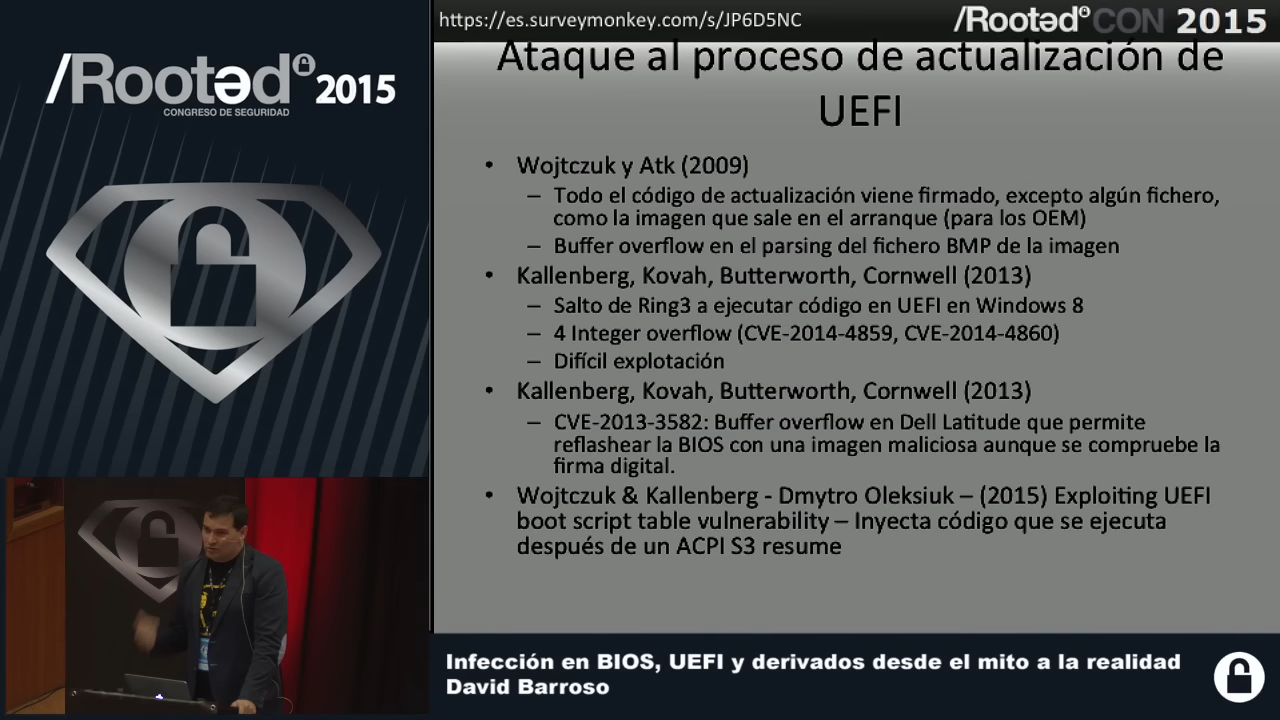 https://es.surveymonkey.com/s/JP6D5NC
/RootedCON 2015
/Rooted 2015
CONGRESO DE SEGURIDAD
Ataque al proceso de actualización de
UEFI
• Wojtczuk y Atk (2009)
– Todo el código de actualización viene firmado, excepto algún fichero,
como la imagen que sale en el arranque (para los OEM)
– Buffer overflow en el parsing del fichero BMP de la imagen
• Kallenberg, Kovah, Butterworth, Cornwell (2013)
– Salto de Ring3 a ejecutar código en UEFI en Windows 8
– 4 Integer overflow (CVE-2014-4859, CVE-2014-4860)
– Difícil explotación
• Kallenberg, Kovah, Butterworth, Cornwell (2013)
– CVE-2013-3582: Buffer overflow en Dell Latitude que permite
reflashear la BIOS con una imagen maliciosa aunque se compruebe la
firma digital.
• Wojtczuk & Kallenberg - Dmytro Oleksiuk – (2015) Exploiting UEFI
boot script table vulnerability – Inyecta código que se ejecuta
después de un ACPI S3 resume
Infección en BIOS, UEFI y derivados desde el mito a la realidad
David Barroso